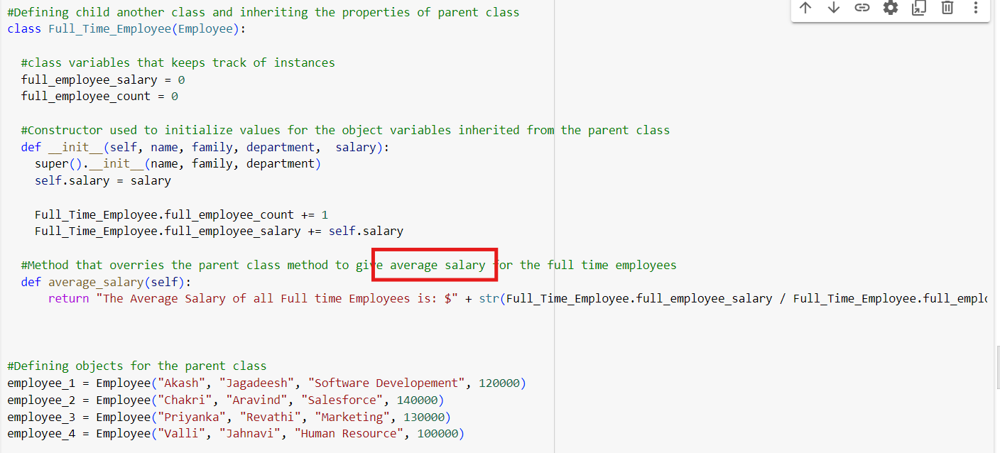 #Defining child another class and inheriting the properties of parent class
class Full_Time_Employee(Employee):
#class variables that keeps track of instances
full_employee_salary = 0
full_employee_count = 0
#Constructor used to initialize values for the object variables inherited from the parent class
def __init__(self, name, family, department,  salary):
super().__init__(name, family, department)
self.salary = salary
Full_Time_Employee.full_employee_count += 1
Full_Time_Employee.full_employee_salary += self.salary
#Method that overries the parent class method to give average salary for the full time employees
def average_salary(self):
return "The Average Salary of all Full time Employees is: $" + str(Full_Time_Employee.full_employee_salary / Full_Time_Employee.full_emplo
#Defining objects for the parent class
employee_1 = Employee("Akash", "Jagadeesh", "Software Developement", 120000)
employee_2 = Employee("Chakri", "Aravind", "Salesforce", 140000)
employee_3 = Employee("Priyanka", "Revathi", "Marketing", 130000)
employee_4 = Employee("Valli", "Jahnavi", "Human Resource", 100000)